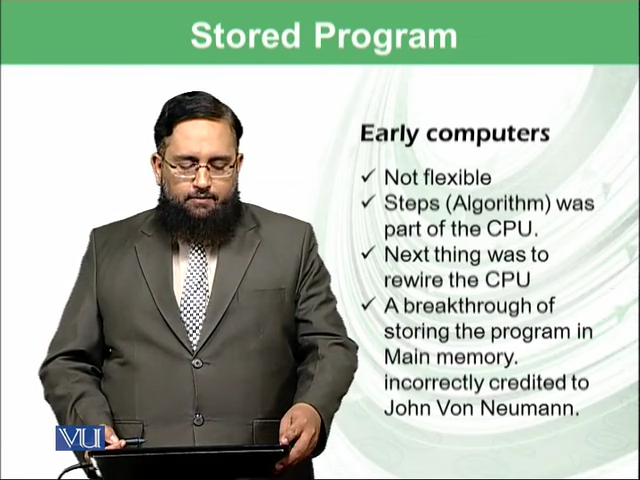 Stored Program
Early computers
✓ Not flexible
✓ Steps (Algorithm) was
part of the CPU.
✓ Next thing was to
rewire the CPU
✓ A breakthrough of
storing the program in
Main memory.
incorrectly credited to
John Von Neumann.
VU